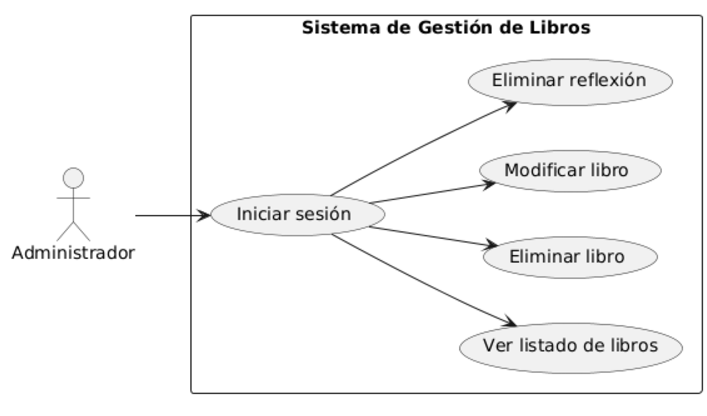 Sistema de Gestión de Libros
Eliminar reflexión
Modificar libro
Iniciar sesión
Administrador
Eliminar libro
Ver listado de libros